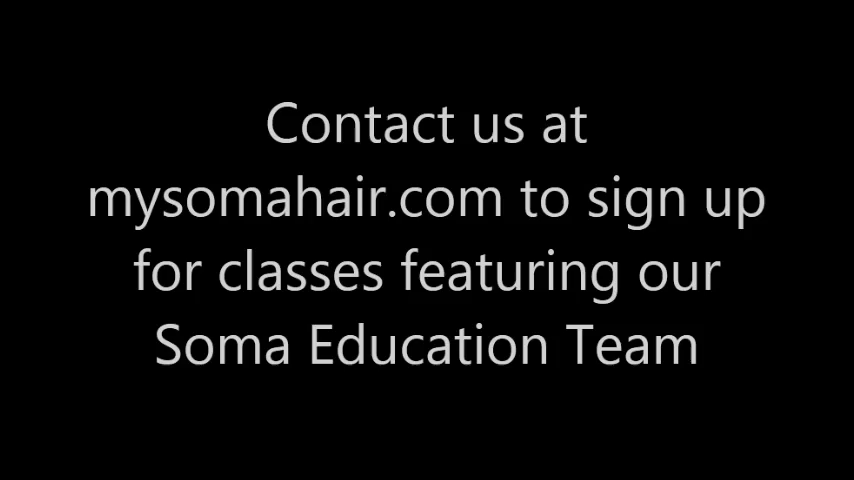 Contact us at
mysomahair.com to sign up
for classes featuring our
Soma Education Team